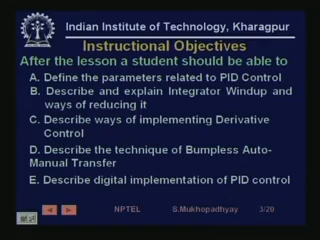 Indian Institute of Technology, Kharagpur
Instructional Objectives
After the lesson a student should be able to
A. Define the parameters related to PID Control
B. Describe and explain Integrator Windup and
ways of reducing it
C. Describe ways of implementing Derivative
Control
D. Describe the technique of Bumpless Auto-
Manual Transfer
E. Describe digital implementation of PID control
NPTEL S.Mukhopadhyay 3/20